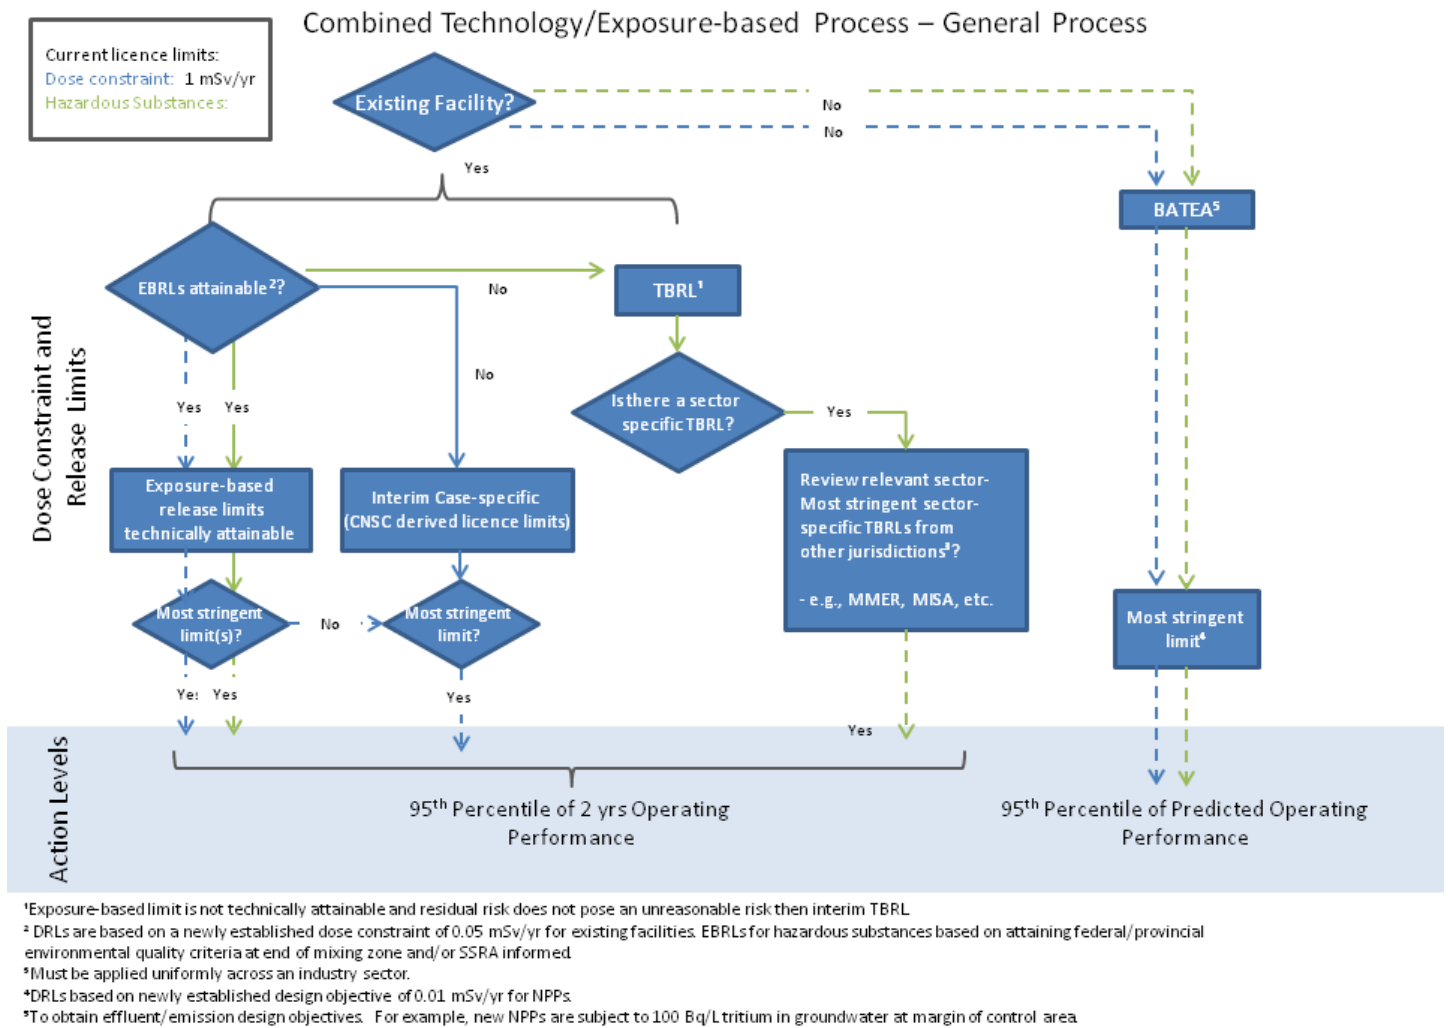 Combined Technology/Exposure-based Process – General Process
Current licence limits:
Dose constraint: 1 mSv/yr
Hazardous Substances:
Existing Facility?
No
No
Yes
BATEA⁵
EBRLs attainable²?
No
TBRL¹
No
Is there a sector
specific TBRL?
Yes
Yes
Yes
Dose Constraint and
Release Limits
Exposure-based
release limits
technically attainable
Interim Case-specific
(CNSC derived licence limits)
Review relevant sector-
Most stringent sector-
specific TBRLs from
other jurisdictions³?
- e.g., MMER, MISA, etc.
Most stringent
limit(s)?
No
Most stringent
limit?
Most stringent
limit⁴
Yes
Yes
Yes
Yes
Action Levels
95th Percentile of 2 yrs Operating
Performance
95th Percentile of Predicted Operating
Performance
¹Exposure-based limit is not technically attainable and residual risk does not pose an unreasonable risk then interim TBRL
² DRLs are based on a newly established dose constraint of 0.05 mSv/yr for existing facilities. EBRLs for hazardous substances based on attaining federal/provincial
environmental quality criteria at end of mixing zone and/or SSRA informed.
³Must be applied uniformly across an industry sector.
⁴DRLs based on newly established design objective of 0.01 mSv/yr for NPPs.
⁵To obtain effluent/emission design objectives. For example, new NPPs are subject to 100 Bq/L tritium in groundwater at margin of control area.